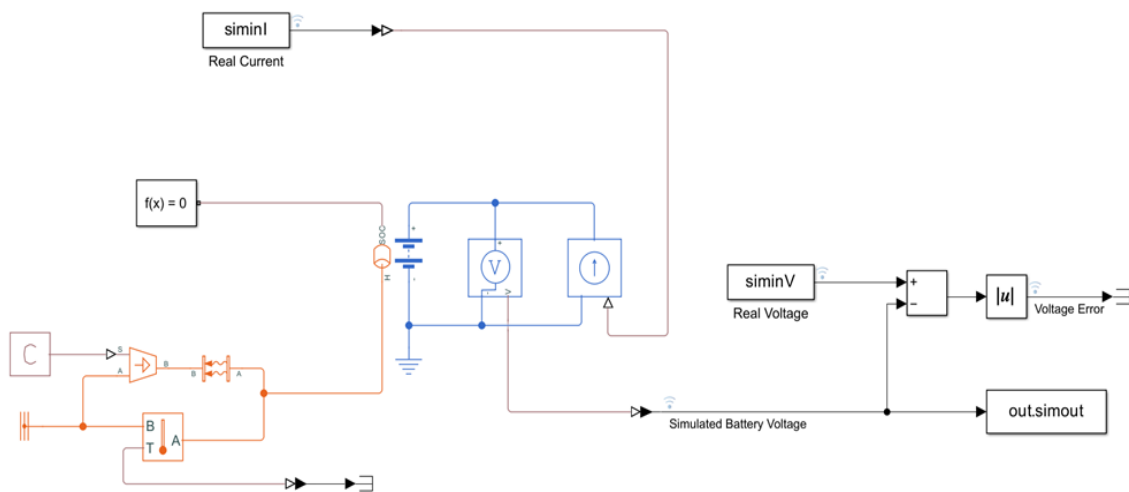 siminI
Real Current
f(x) = 0
SOC
+
-
H
+
V
-
V
siminV
Real Voltage
+
−
|u|
Voltage Error
C
S
A
B
B
A
B
T
A
Simulated Battery Voltage
out.simout